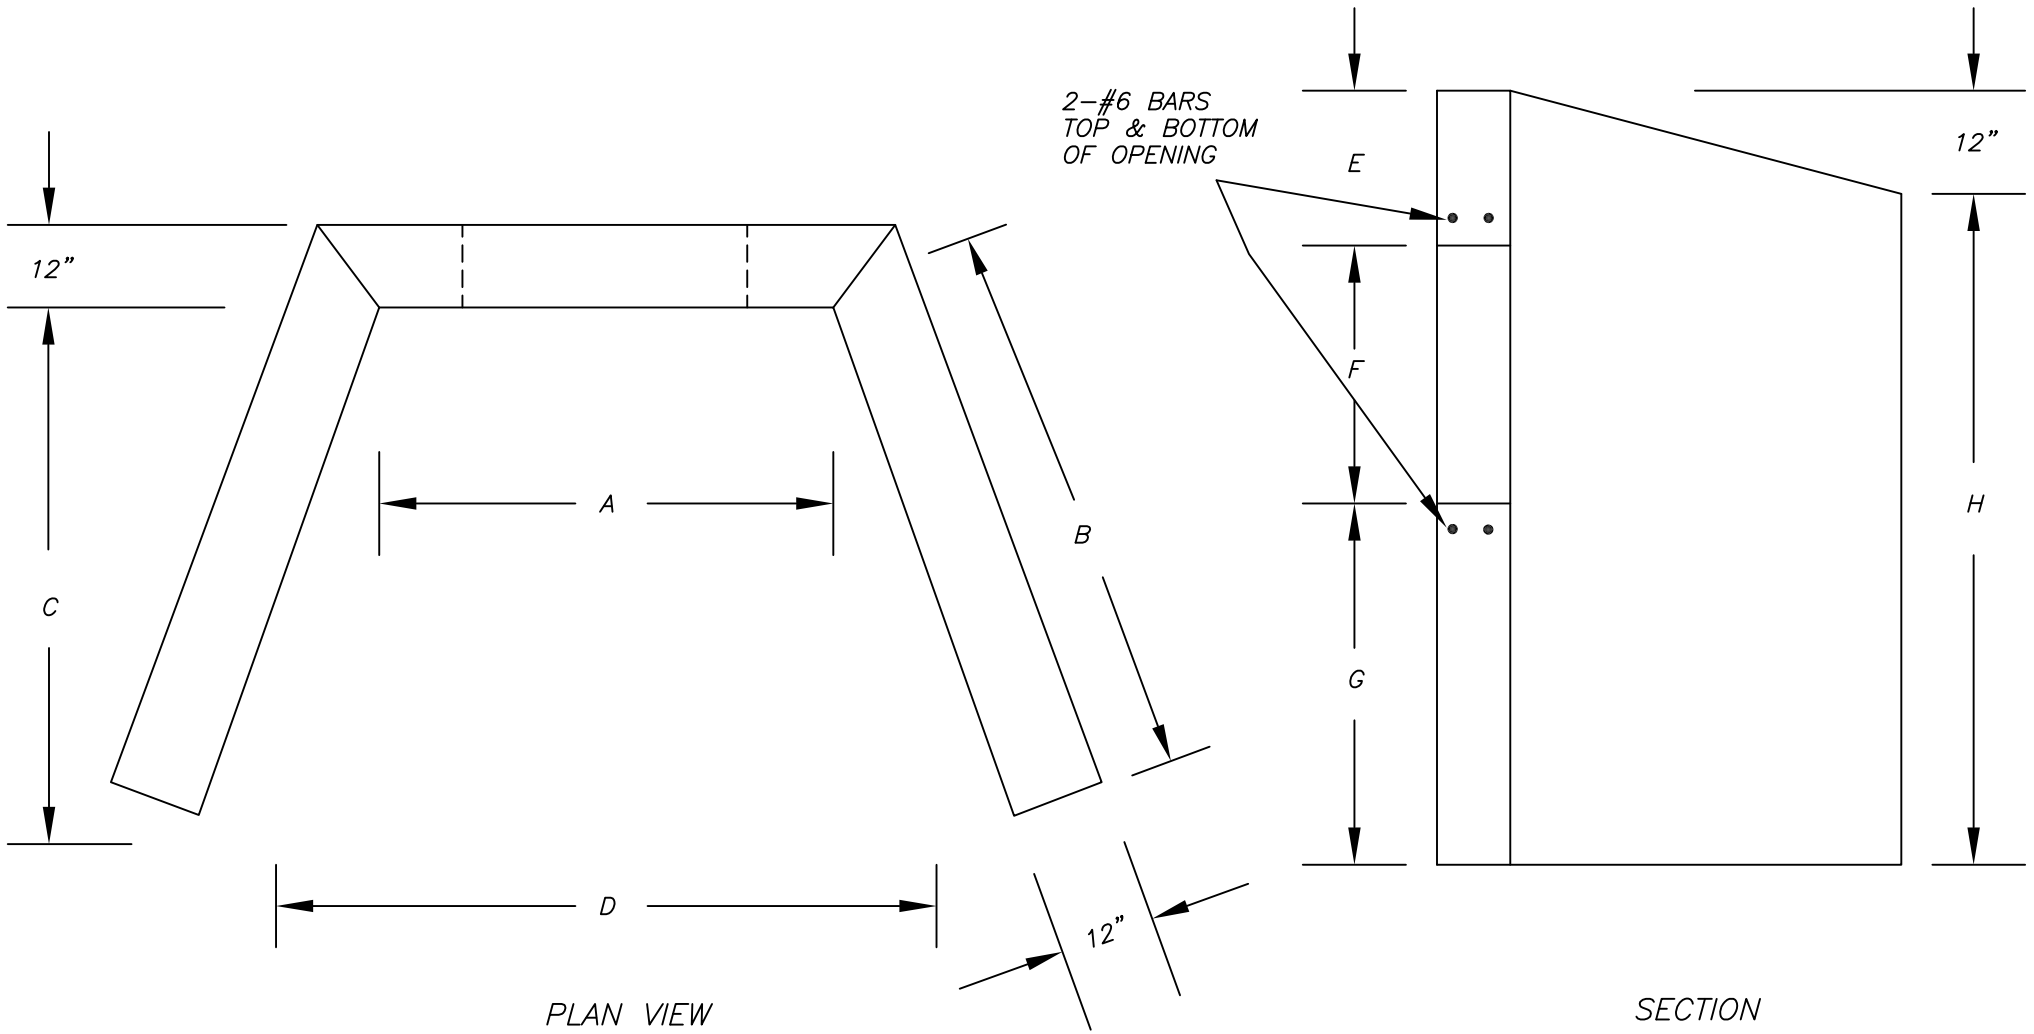 2-#6 BARS
TOP & BOTTOM
OF OPENING
12"
E
12"
F
A
H
B
C
G
D
12"
PLAN VIEW
SECTION